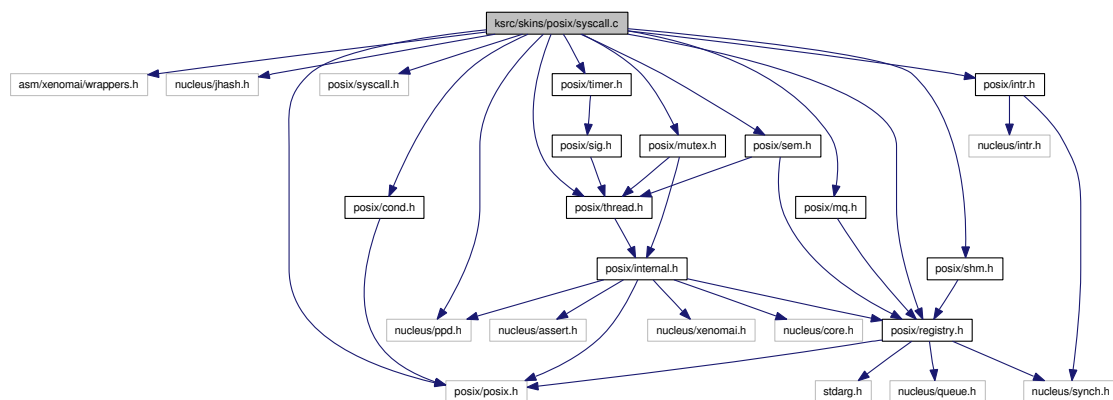 ksrc/skins/posix/syscall.c
asm/xenomai/wrappers.h
nucleus/jhash.h
posix/syscall.h
posix/timer.h
posix/intr.h
posix/sig.h
posix/mutex.h
posix/sem.h
nucleus/intr.h
posix/cond.h
posix/thread.h
posix/mq.h
posix/internal.h
posix/shm.h
nucleus/ppd.h
nucleus/assert.h
nucleus/xenomai.h
nucleus/core.h
posix/registry.h
posix/posix.h
stdarg.h
nucleus/queue.h
nucleus/synch.h